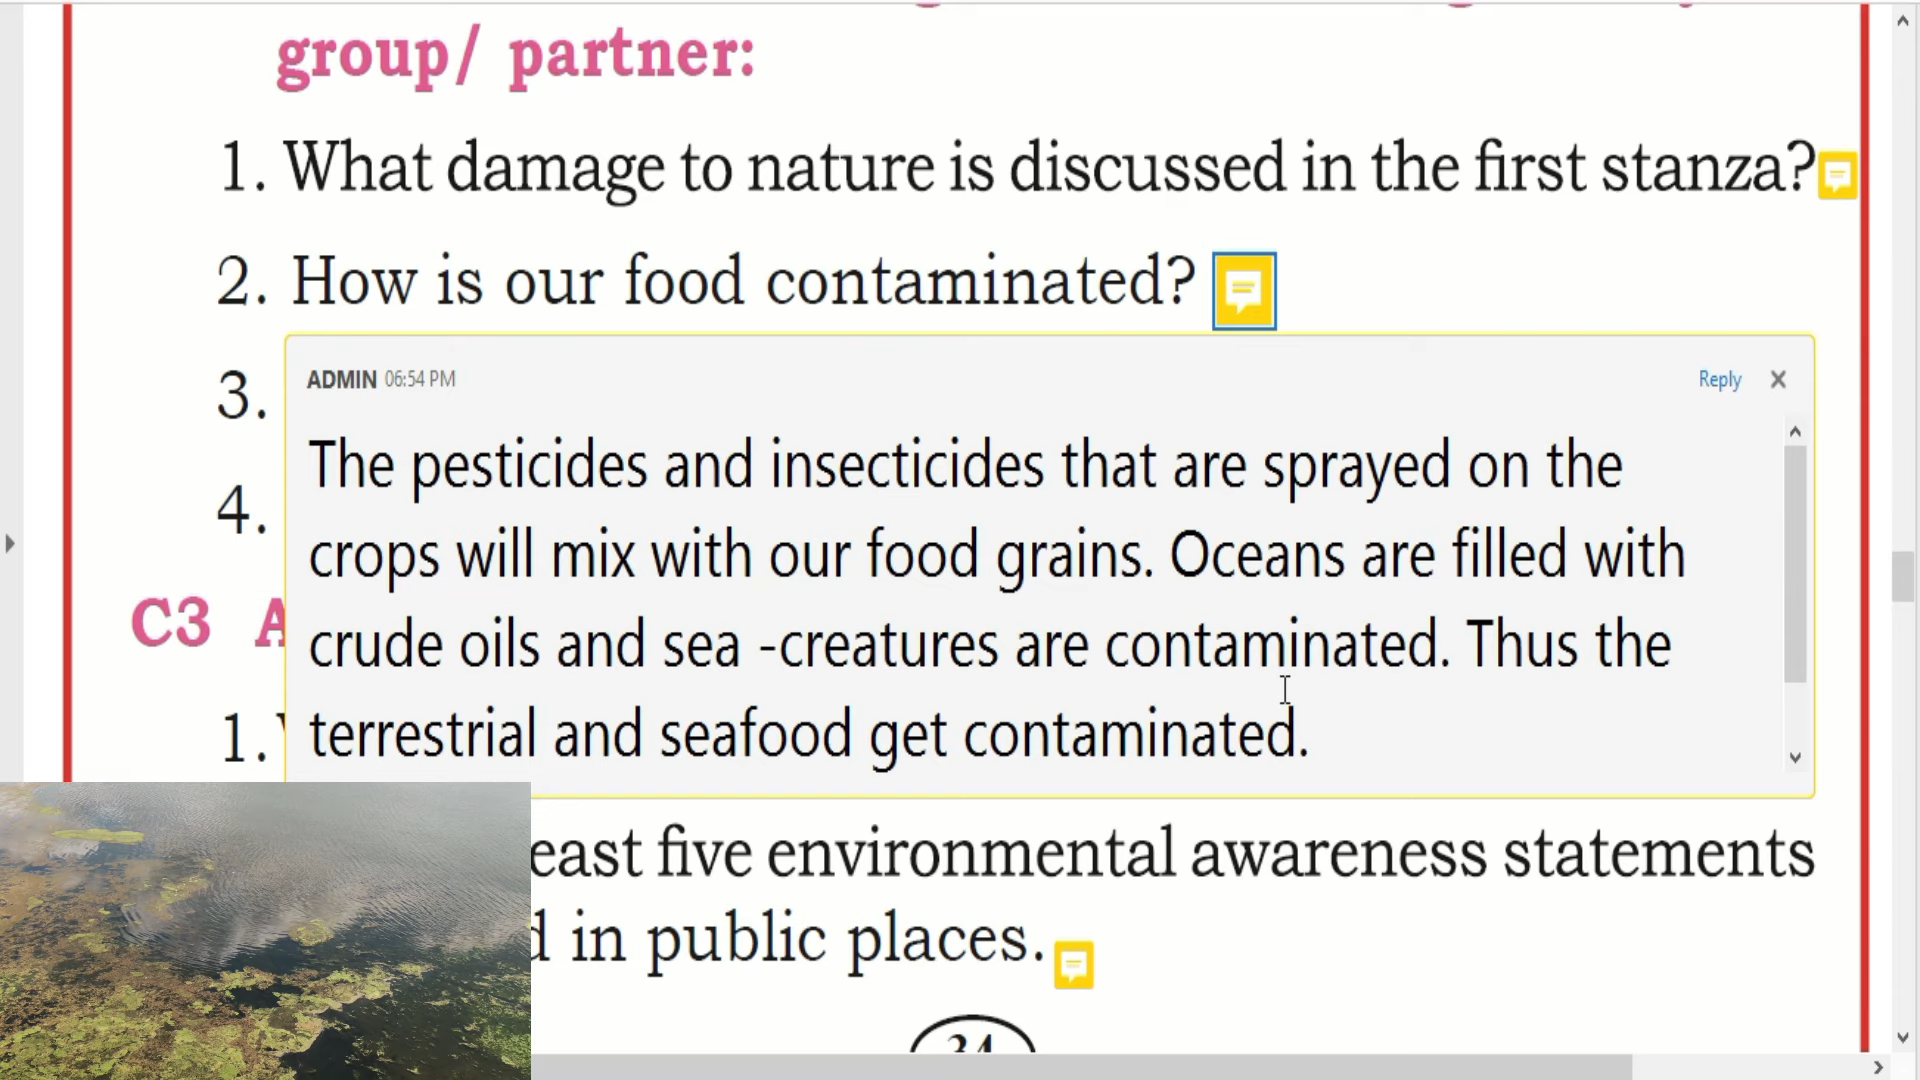 group/ partner:
1. What damage to nature is discussed in the first stanza?
2. How is our food contaminated?
3.
4.
ADMIN 06:54 PM
Reply
The pesticides and insecticides that are sprayed on the
crops will mix with our food grains. Oceans are filled with
crude oils and sea -creatures are contaminated. Thus the
terrestrial and seafood get contaminated.
C3 A
1.
east five environmental awareness statements
d in public places.
34